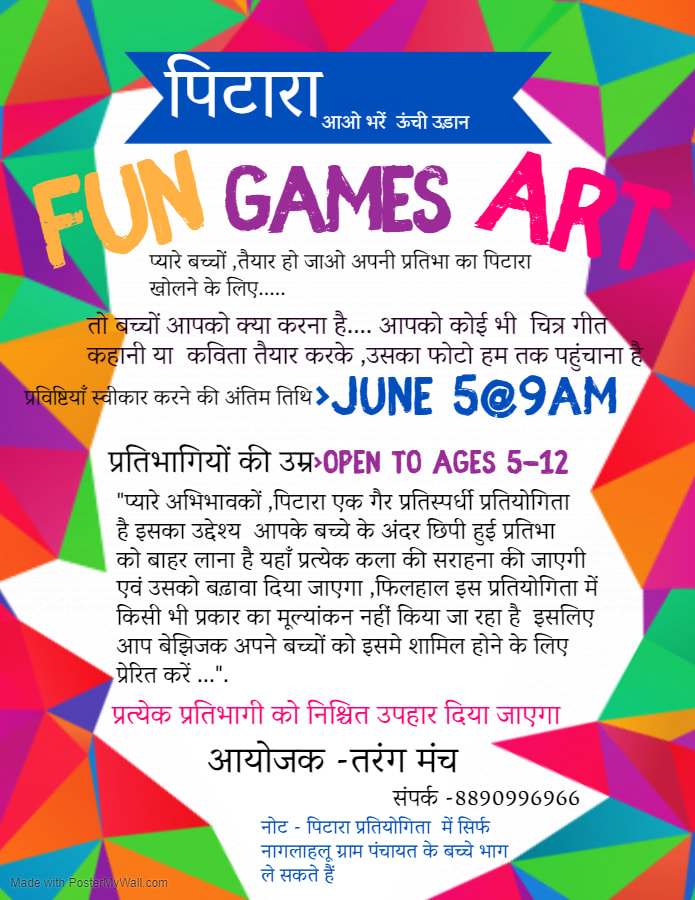 पिटारा
आओ भरें ऊंची उड़ान
FUN GAMES ART
प्यारे बच्चों ,तैयार हो जाओ अपनी प्रतिभा का पिटारा
खोलने के लिए.....
तो बच्चों आपको क्या करना है.... आपको कोई भी चित्र गीत
कहानी या कविता तैयार करके ,उसका फोटो हम तक पहुंचाना है
प्रविष्टियाँ स्वीकार करने की अंतिम तिथि >JUNE 5@9AM
प्रतिभागियों की उम्र>OPEN TO AGES 5-12
"प्यारे अभिभावकों ,पिटारा एक गैर प्रतिस्पर्धी प्रतियोगिता
है इसका उद्देश्य आपके बच्चे के अंदर छिपी हुई प्रतिभा
को बाहर लाना है यहाँ प्रत्येक कला की सराहना की जाएगी
एवं उसको बढ़ावा दिया जाएगा ,फिलहाल इस प्रतियोगिता में
किसी भी प्रकार का मूल्यांकन नहीं किया जा रहा है इसलिए
आप बेझिजक अपने बच्चों को इसमे शामिल होने के लिए
प्रेरित करें ...".
प्रत्येक प्रतिभागी को निश्चित उपहार दिया जाएगा
आयोजक -तरंग मंच
संपर्क -8890996966
नोट - पिटारा प्रतियोगिता में सिर्फ
नागलाहलू ग्राम पंचायत के बच्चे भाग
ले सकते हैं
Made with PosterMyWall.com